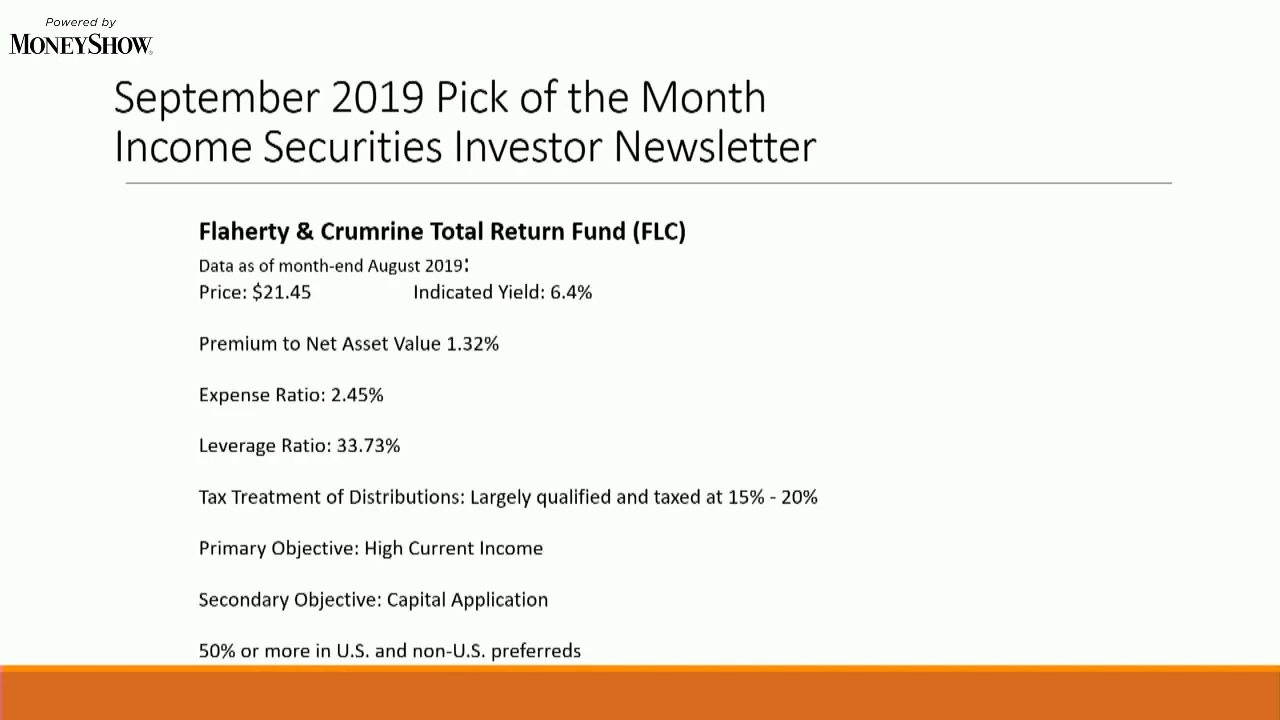 Powered by
MONEYSHOW
September 2019 Pick of the Month
Income Securities Investor Newsletter
Flaherty & Crumrine Total Return Fund (FLC)
Data as of month-end August 2019:
Price: $21.45 Indicated Yield: 6.4%
Premium to Net Asset Value 1.32%
Expense Ratio: 2.45%
Leverage Ratio: 33.73%
Tax Treatment of Distributions: Largely qualified and taxed at 15% - 20%
Primary Objective: High Current Income
Secondary Objective: Capital Application
50% or more in U.S. and non-U.S. preferreds